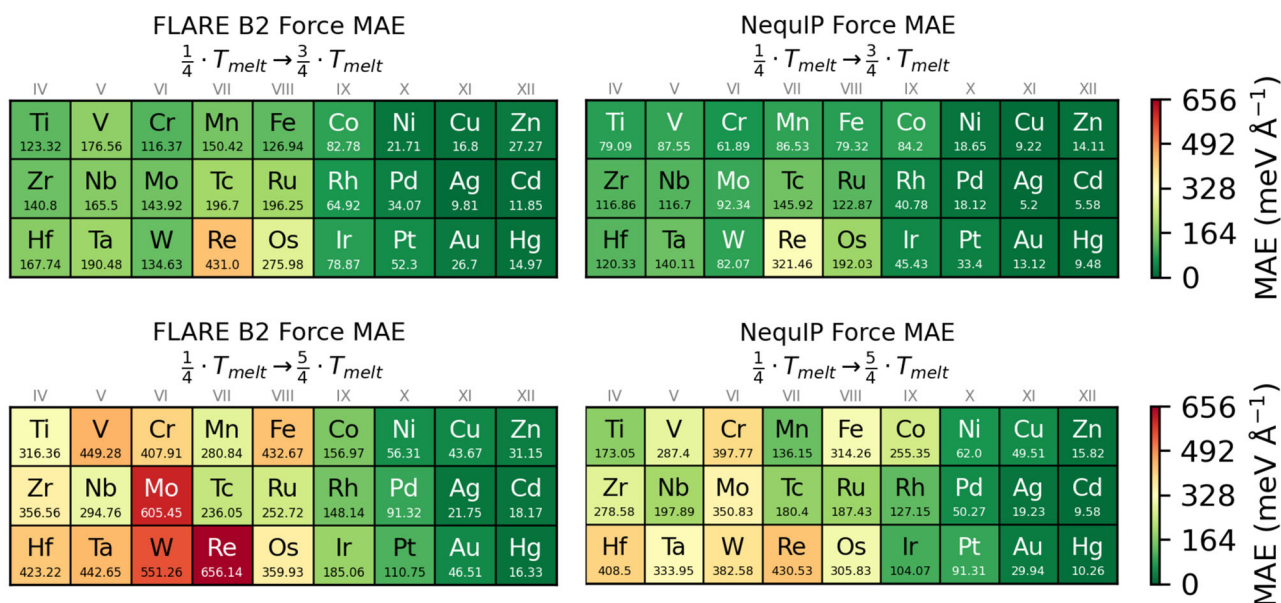 FLARE B2 Force MAE
1/4 · T_melt → 3/4 · T_melt
IV V VI VII VIII IX X XI XII
Ti V Cr Mn Fe Co Ni Cu Zn
123.32 176.56 116.37 150.42 126.94 82.78 21.71 16.8 27.27
Zr Nb Mo Tc Ru Rh Pd Ag Cd
140.8 165.5 143.92 196.7 196.25 64.92 34.07 9.81 11.85
Hf Ta W Re Os Ir Pt Au Hg
167.74 190.48 134.63 431.0 275.98 78.87 52.3 26.7 14.97
NequIP Force MAE
1/4 · T_melt → 3/4 · T_melt
IV V VI VII VIII IX X XI XII
Ti V Cr Mn Fe Co Ni Cu Zn
79.09 87.55 61.89 86.53 79.32 84.2 18.65 9.22 14.11
Zr Nb Mo Tc Ru Rh Pd Ag Cd
116.86 116.7 92.34 145.92 122.87 40.78 18.12 5.2 5.58
Hf Ta W Re Os Ir Pt Au Hg
120.33 140.11 82.07 321.46 192.03 45.43 33.4 13.12 9.48
656
492
328
164
0
MAE (meV Å⁻¹)
FLARE B2 Force MAE
1/4 · T_melt → 5/4 · T_melt
IV V VI VII VIII IX X XI XII
Ti V Cr Mn Fe Co Ni Cu Zn
316.36 449.28 407.91 280.84 432.67 156.97 56.31 43.67 31.15
Zr Nb Mo Tc Ru Rh Pd Ag Cd
356.56 294.76 605.45 236.05 252.72 148.14 91.32 21.75 18.17
Hf Ta W Re Os Ir Pt Au Hg
423.22 442.65 551.26 656.14 359.93 185.06 110.75 46.51 16.33
NequIP Force MAE
1/4 · T_melt → 5/4 · T_melt
IV V VI VII VIII IX X XI XII
Ti V Cr Mn Fe Co Ni Cu Zn
173.05 287.4 397.77 136.15 314.26 255.35 62.0 49.51 15.82
Zr Nb Mo Tc Ru Rh Pd Ag Cd
278.58 197.89 350.83 180.4 187.43 127.15 50.27 19.23 9.58
Hf Ta W Re Os Ir Pt Au Hg
408.5 333.95 382.58 430.53 305.83 104.07 91.31 29.94 10.26
656
492
328
164
0
MAE (meV Å⁻¹)